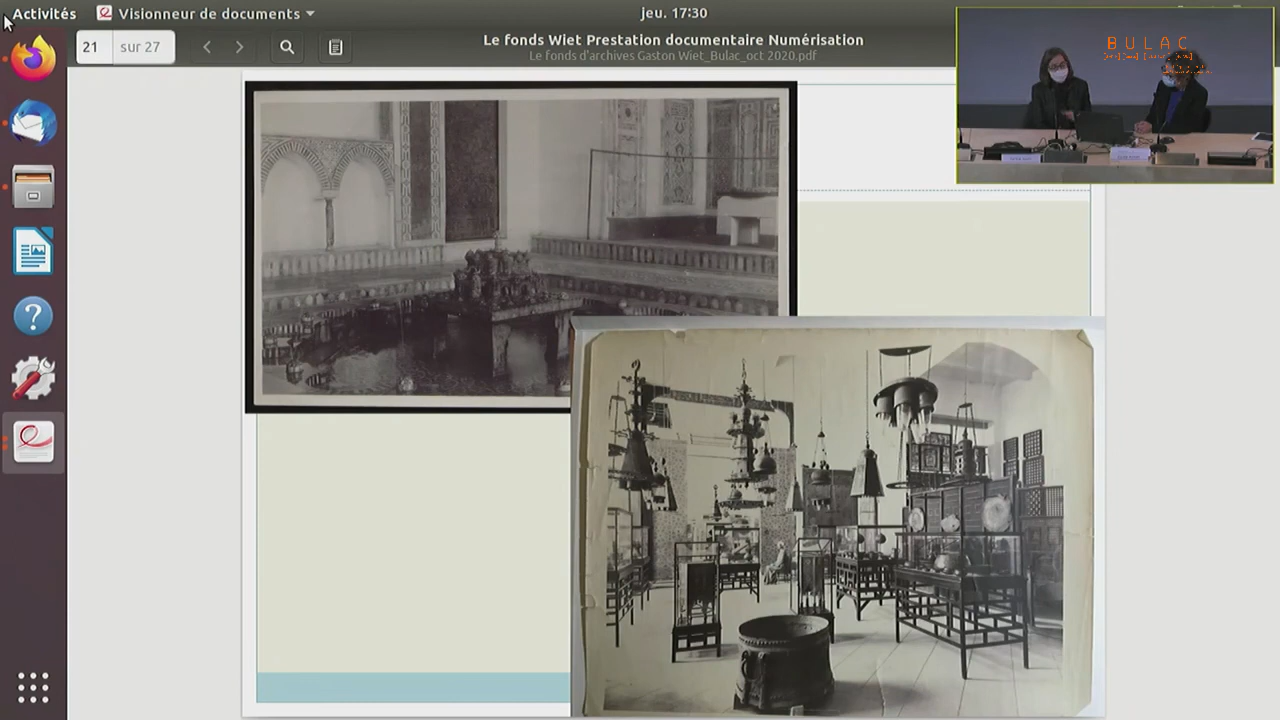 Activités
Visionneur de documents
jeu. 17:30
21
sur 27
Le fonds Wiet Prestation documentaire Numérisation
Le fonds d'archives Gaston Wiet_Bulac_oct 2020.pdf
BULAC